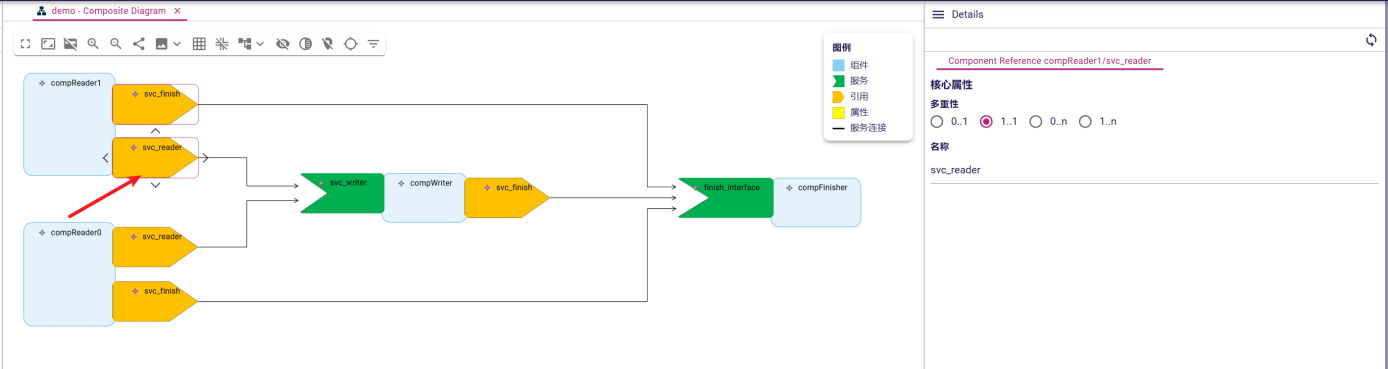 demo - Composite Diagram
Details
Component Reference compReader1/svc_reader
核心属性
多重性
0..1
1..1
0..n
1..n
名称
svc_reader
图例
组件
服务
引用
属性
服务连接
compReader1
svc_finish
svc_reader
compReader0
svc_reader
svc_finish
svc_writer
compWriter
svc_finish
finish_interface
compFinisher